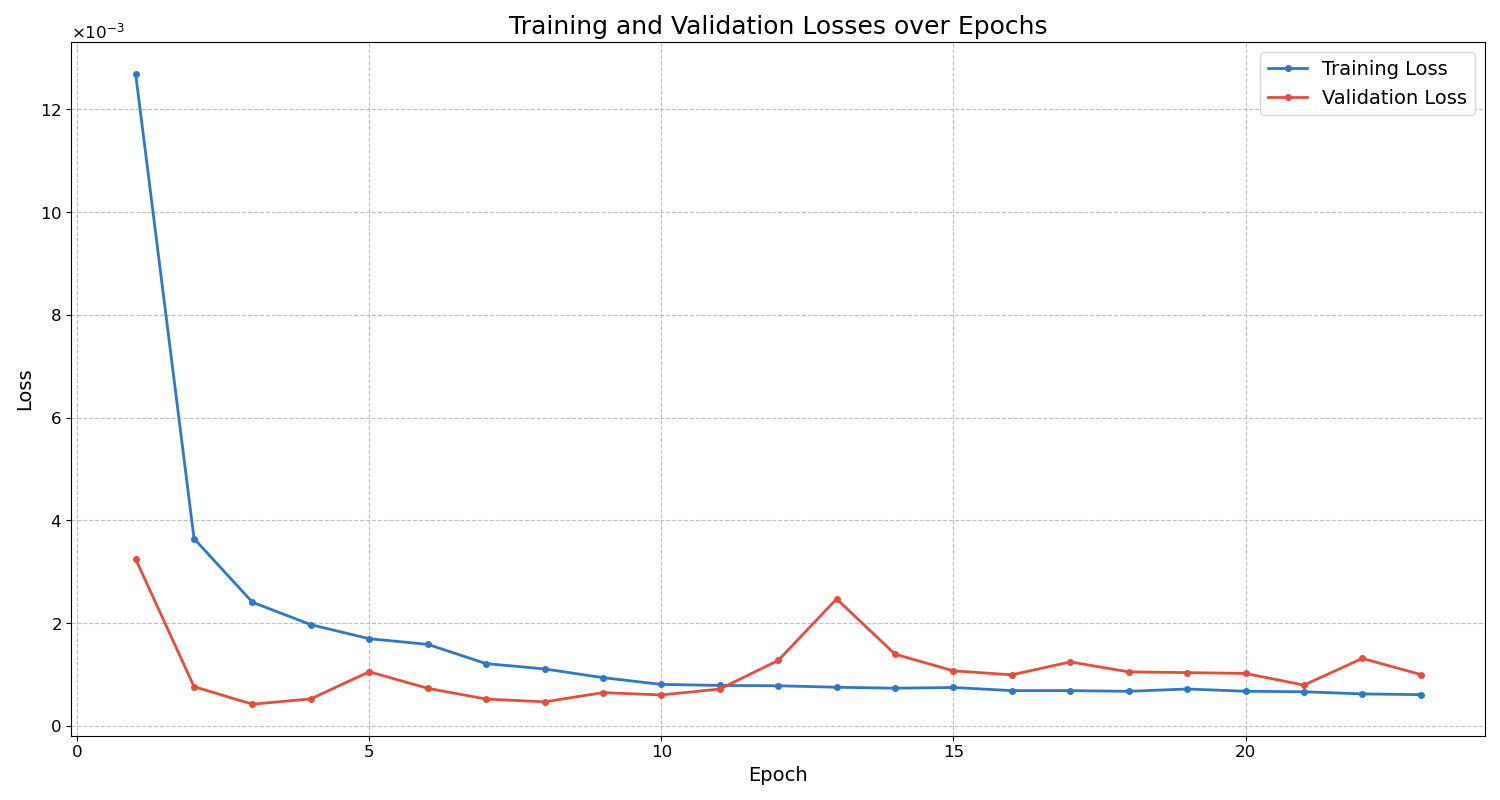 Training and Validation Losses over Epochs
×10⁻³
Training Loss
Validation Loss
12
10
8
6
4
2
0
Loss
0 5 10 15 20
Epoch